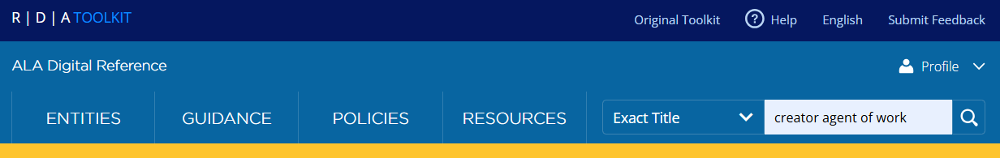 R | D | A TOOLKIT
Original Toolkit ? Help English Submit Feedback
ALA Digital Reference
Profile
ENTITIES GUIDANCE POLICIES RESOURCES Exact Title creator agent of work